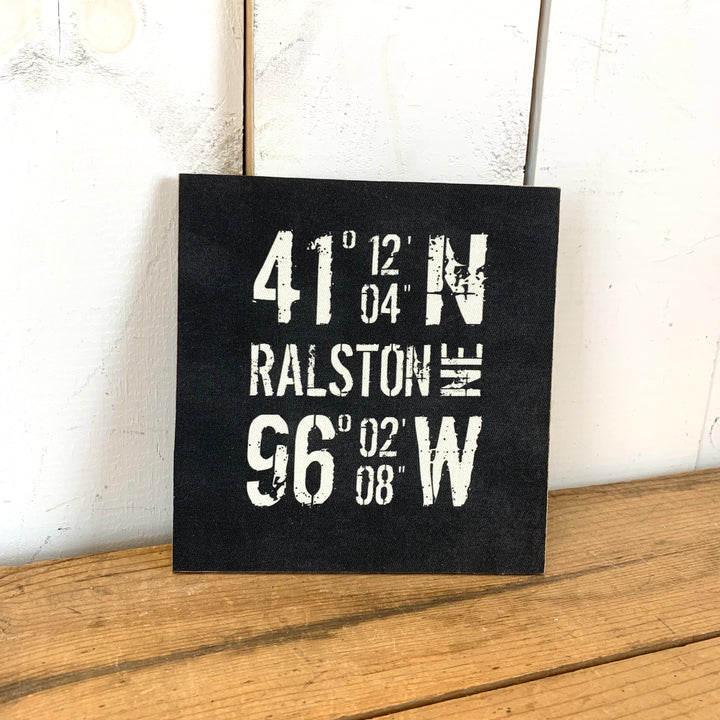 41° 12' 04" N
RALSTON NE
96° 02' 08" W